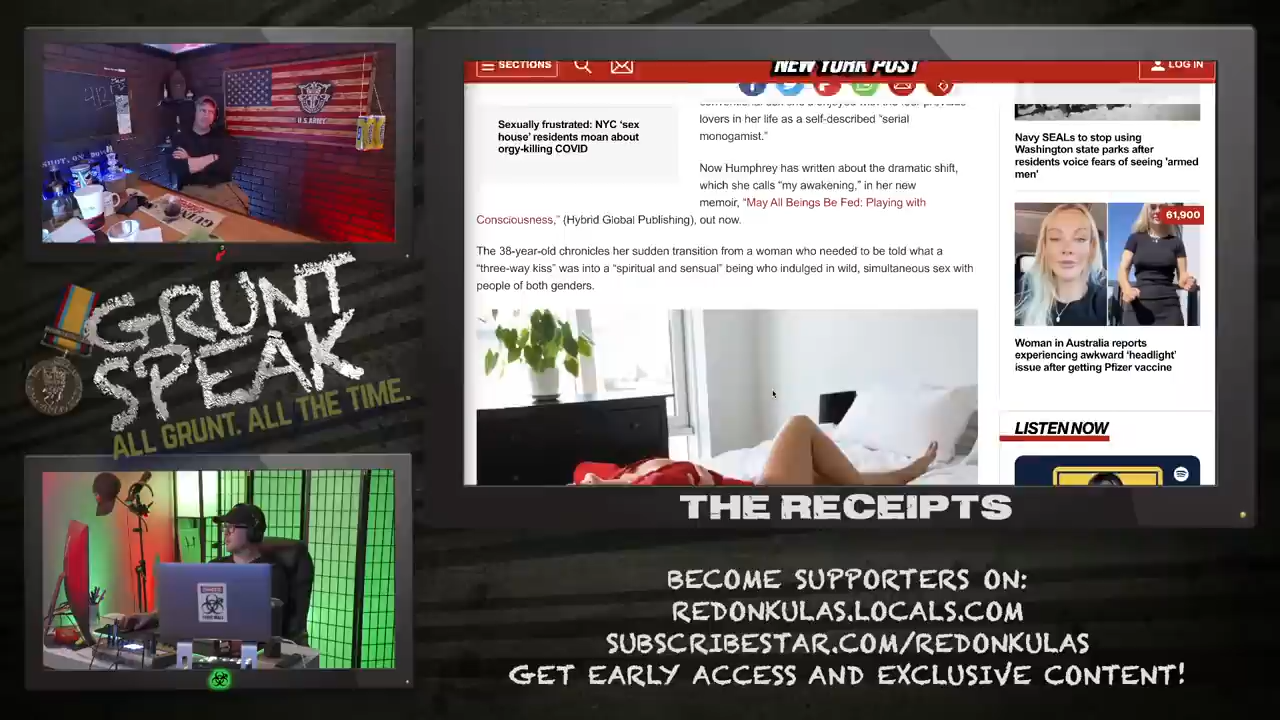 U.S. ARMY
GRUNT
SPEAK
ALL GRUNT. ALL THE TIME.
SECTIONS
NEW YORK POST
LOG IN
Sexually frustrated: NYC ‘sex
house’ residents moan about
orgy-killing COVID
lovers in her life as a self-described “serial
monogamist.”
Now Humphrey has written about the dramatic shift,
which she calls “my awakening,” in her new
memoir, “May All Beings Be Fed: Playing with
Consciousness,” (Hybrid Global Publishing), out now.
The 38-year-old chronicles her sudden transition from a woman who needed to be told what a
“three-way kiss” was into a “spiritual and sensual” being who indulged in wild, simultaneous sex with
people of both genders.
Navy SEALs to stop using
Washington state parks after
residents voice fears of seeing 'armed
men'
61,900
Woman in Australia reports
experiencing awkward ‘headlight’
issue after getting Pfizer vaccine
LISTEN NOW
THE RECEIPTS
BECOME SUPPORTERS ON:
REDONKULAS.LOCALS.COM
SUBSCRIBESTAR.COM/REDONKULAS
GET EARLY ACCESS AND EXCLUSIVE CONTENT!